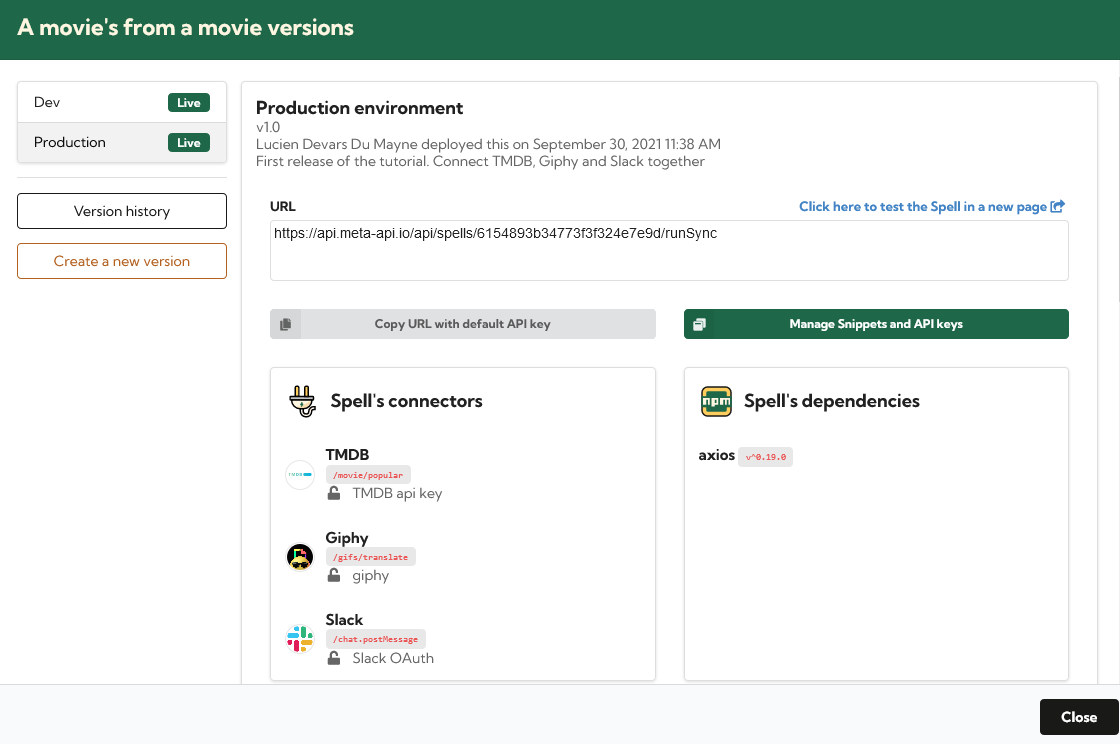 A movie's from a movie versions
Dev
Live
Production
Live
Version history
Create a new version
Production environment
v1.0
Lucien Devars Du Mayne deployed this on September 30, 2021 11:38 AM
First release of the tutorial. Connect TMDB, Giphy and Slack together
URL
Click here to test the Spell in a new page
https://api.meta-api.io/api/spells/6154893b34773f3f324e7e9d/runSync
Copy URL with default API key
Manage Snippets and API keys
Spell's connectors
TMDB
TMDB
/movie/popular
TMDB api key
Giphy
/gifs/translate
giphy
Slack
/chat.postMessage
Slack OAuth
npm
Spell's dependencies
axios v^0.19.0
Close